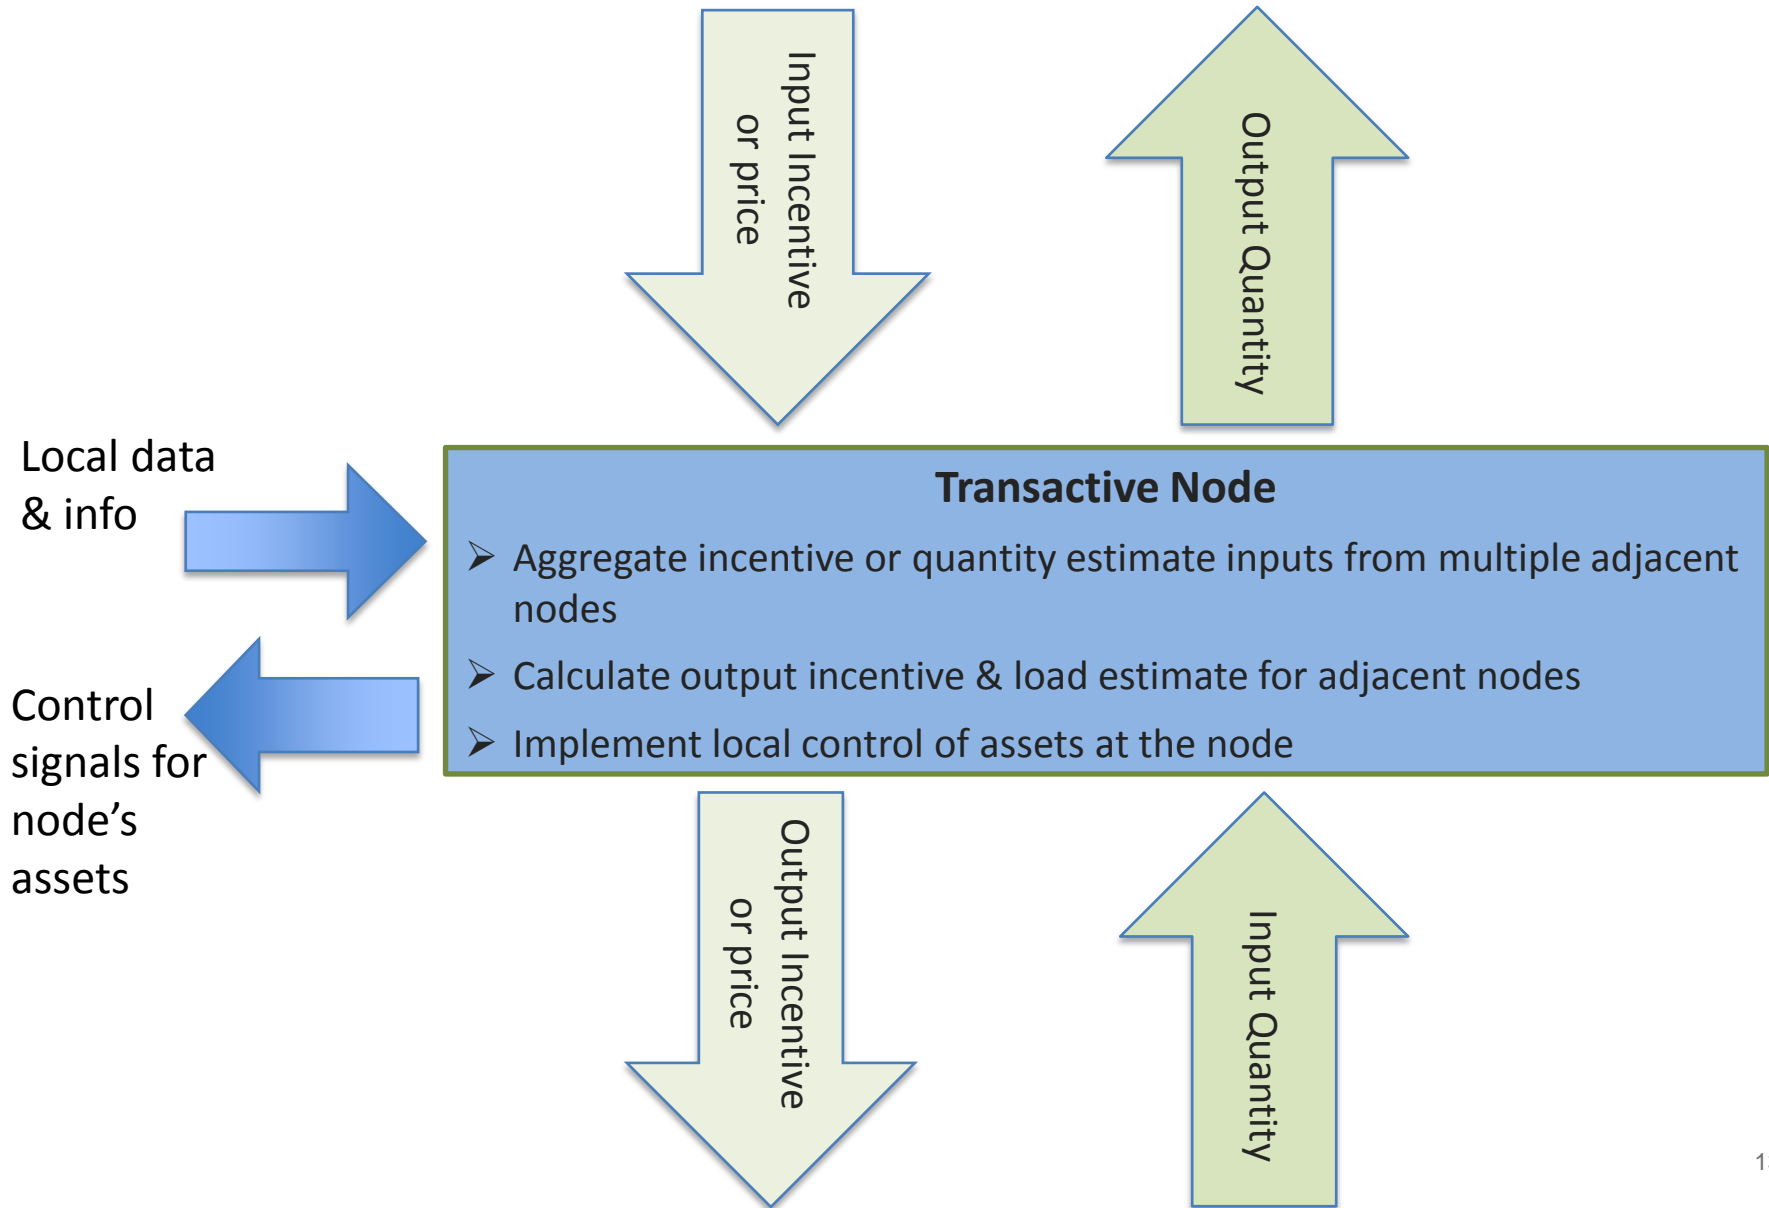 Input Incentive
or price
Output Quantity
Local data
& info
Transactive Node
➢ Aggregate incentive or quantity estimate inputs from multiple adjacent
nodes
➢ Calculate output incentive & load estimate for adjacent nodes
➢ Implement local control of assets at the node
Control
signals for
node’s
assets
Output Incentive
or price
Input Quantity